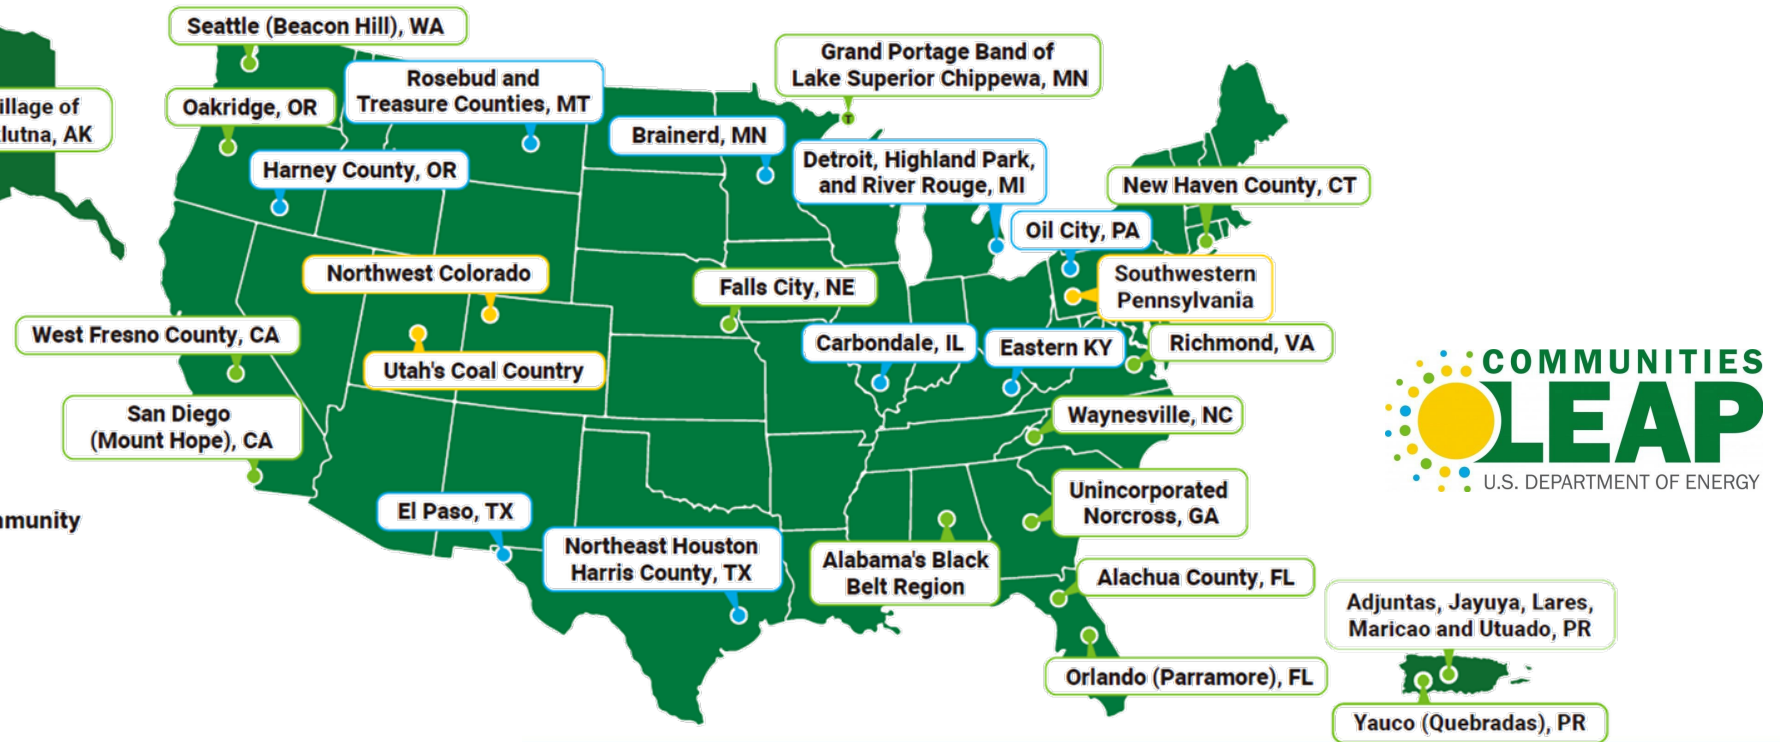 Seattle (Beacon Hill), WA
Grand Portage Band of
Lake Superior Chippewa, MN
Rosebud and
Treasure Counties, MT
Oakridge, OR
Village of
lutna, AK
Brainerd, MN
Detroit, Highland Park,
and River Rouge, MI
Harney County, OR
New Haven County, CT
Oil City, PA
Northwest Colorado
Falls City, NE
Southwestern
Pennsylvania
West Fresno County, CA
Carbondale, IL
Eastern KY
Richmond, VA
Utah's Coal Country
San Diego
(Mount Hope), CA
Waynesville, NC
COMMUNITIES
LEAP
U.S. DEPARTMENT OF ENERGY
Unincorporated
Norcross, GA
El Paso, TX
munity
Northeast Houston
Harris County, TX
Alabama's Black
Belt Region
Alachua County, FL
Adjuntas, Jayuya, Lares,
Maricao and Utuado, PR
Orlando (Parramore), FL
Yauco (Quebradas), PR